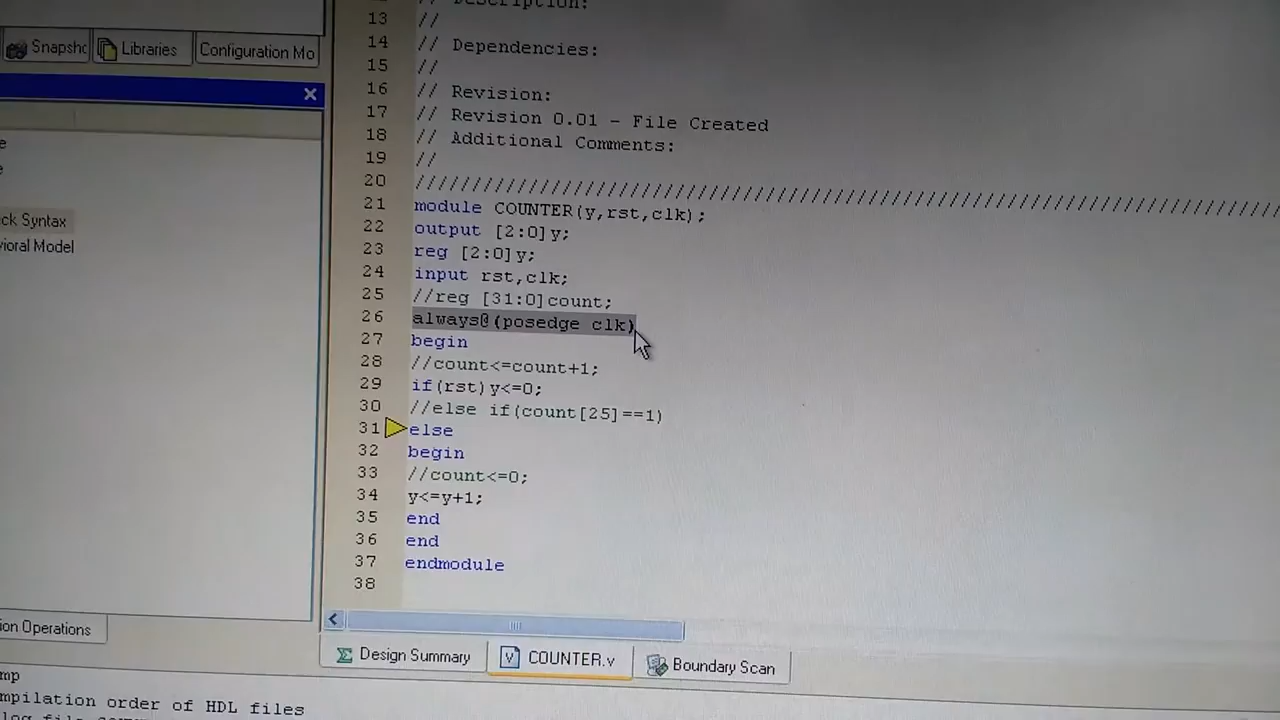 Description:
13 //
14 // Dependencies:
15 //
16 // Revision:
17 // Revision 0.01 - File Created
18 // Additional Comments:
19 //
20 ////////////////////////////////////////////////////////////////////////////////
21 module COUNTER(y,rst,clk);
22 output [2:0]y;
23 reg [2:0]y;
24 input rst,clk;
25 //reg [31:0]count;
26 always@(posedge clk)
27 begin
28 //count<=count+1;
29 if(rst)y<=0;
30 //else if(count[25]==1)
31 else
32 begin
33 //count<=0;
34 y<=y+1;
35 end
36 end
37 endmodule
38
Snapsho Libraries Configuration Mo
ck Syntax
vioral Model
ion Operations
Design Summary COUNTER.v Boundary Scan
mp
mpilation order of HDL files